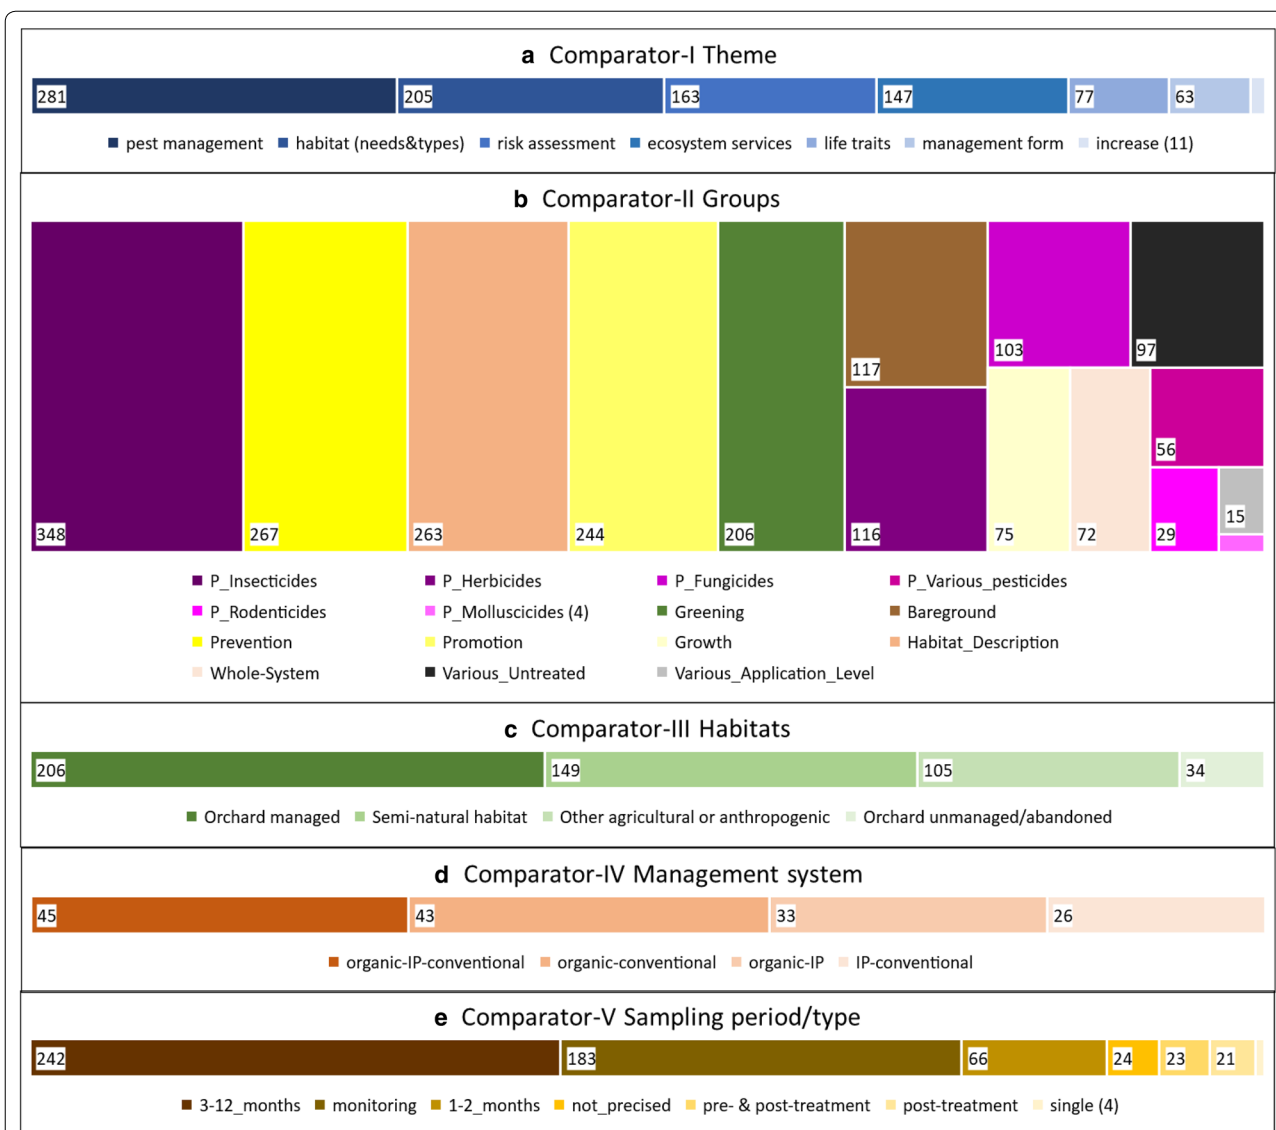 a Comparator-I Theme
281 205 163 147 77 63
pest management habitat (needs&types) risk assessment ecosystem services life traits management form increase (11)
b Comparator-II Groups
103 97
117
56
15
348 267 263 244 206 116 75 72 29
P_Insecticides P_Herbicides P_Fungicides P_Various_pesticides
P_Rodenticides P_Molluscicides (4) Greening Bareground
Prevention Promotion Growth Habitat_Description
Whole-System Various_Untreated Various_Application_Level
c Comparator-III Habitats
206 149 105 34
Orchard managed Semi-natural habitat Other agricultural or anthropogenic Orchard unmanaged/abandoned
d Comparator-IV Management system
45 43 33 26
organic-IP-conventional organic-conventional organic-IP IP-conventional
e Comparator-V Sampling period/type
242 183 66 24 23 21
3-12_months monitoring 1-2_months not_precised pre- & post-treatment post-treatment single (4)